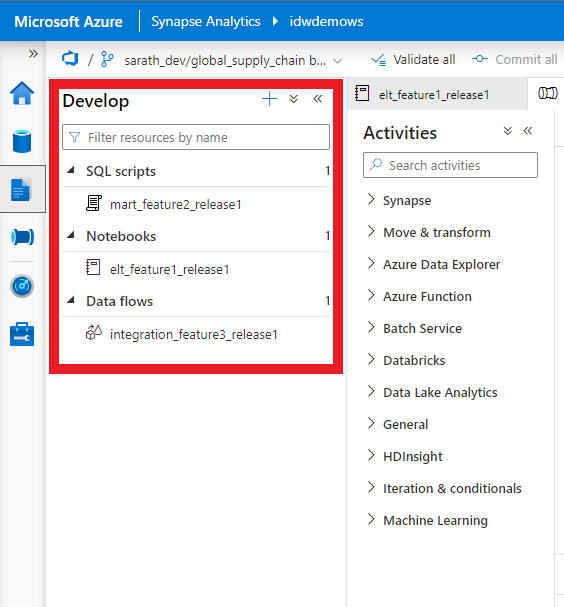 Microsoft Azure Synapse Analytics idwdemows
sarath_dev/global_supply_chain b... Validate all Commit all
Develop
Filter resources by name
SQL scripts 1
mart_feature2_release1
Notebooks 1
elt_feature1_release1
Data flows 1
integration_feature3_release1
elt_feature1_release1
Activities
Search activities
Synapse
Move & transform
Azure Data Explorer
Azure Function
Batch Service
Databricks
Data Lake Analytics
General
HDInsight
Iteration & conditionals
Machine Learning